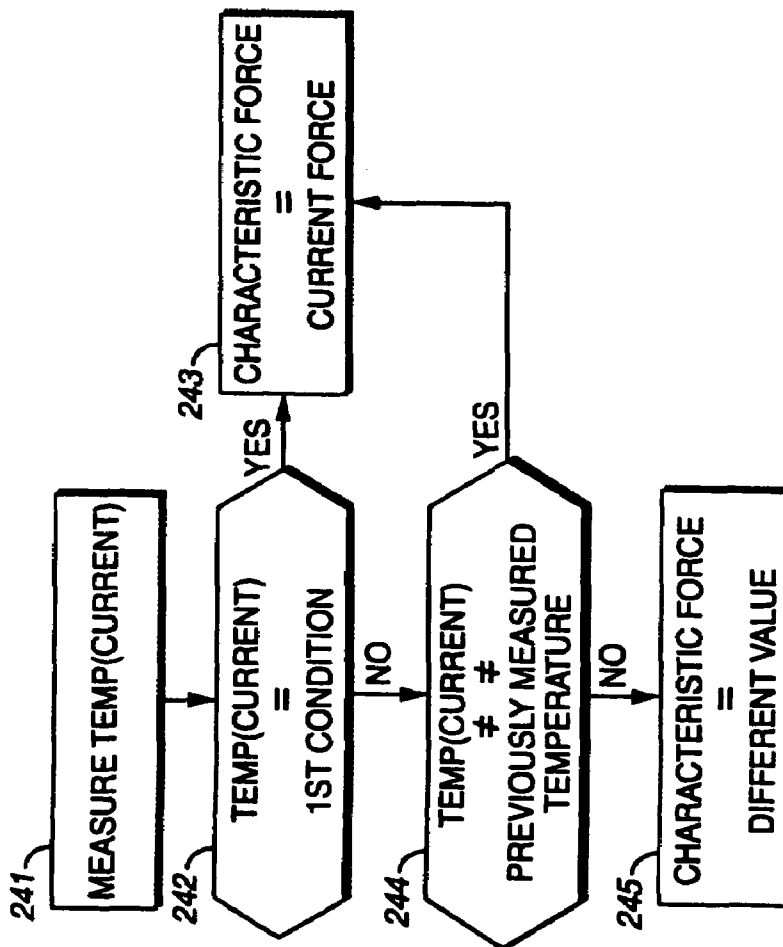 241
MEASURE TEMP(CURRENT)
242
TEMP(CURRENT)
=
1ST CONDITION
YES
243
CHARACTERISTIC FORCE
=
CURRENT FORCE
NO
244
TEMP(CURRENT)
≠ ≠
PREVIOUSLY MEASURED
TEMPERATURE
YES
NO
245
CHARACTERISTIC FORCE
=
DIFFERENT VALUE